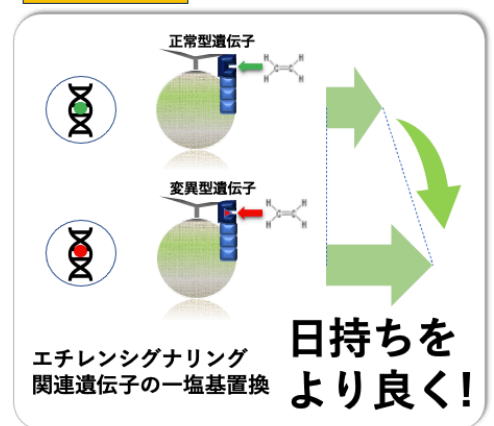 正常型遺伝子
H H
C=C
H H
変異型遺伝子
H H
C=C
H H
エチレンシグナリング
関連遺伝子の一塩基置換
日持ちを
より良く!